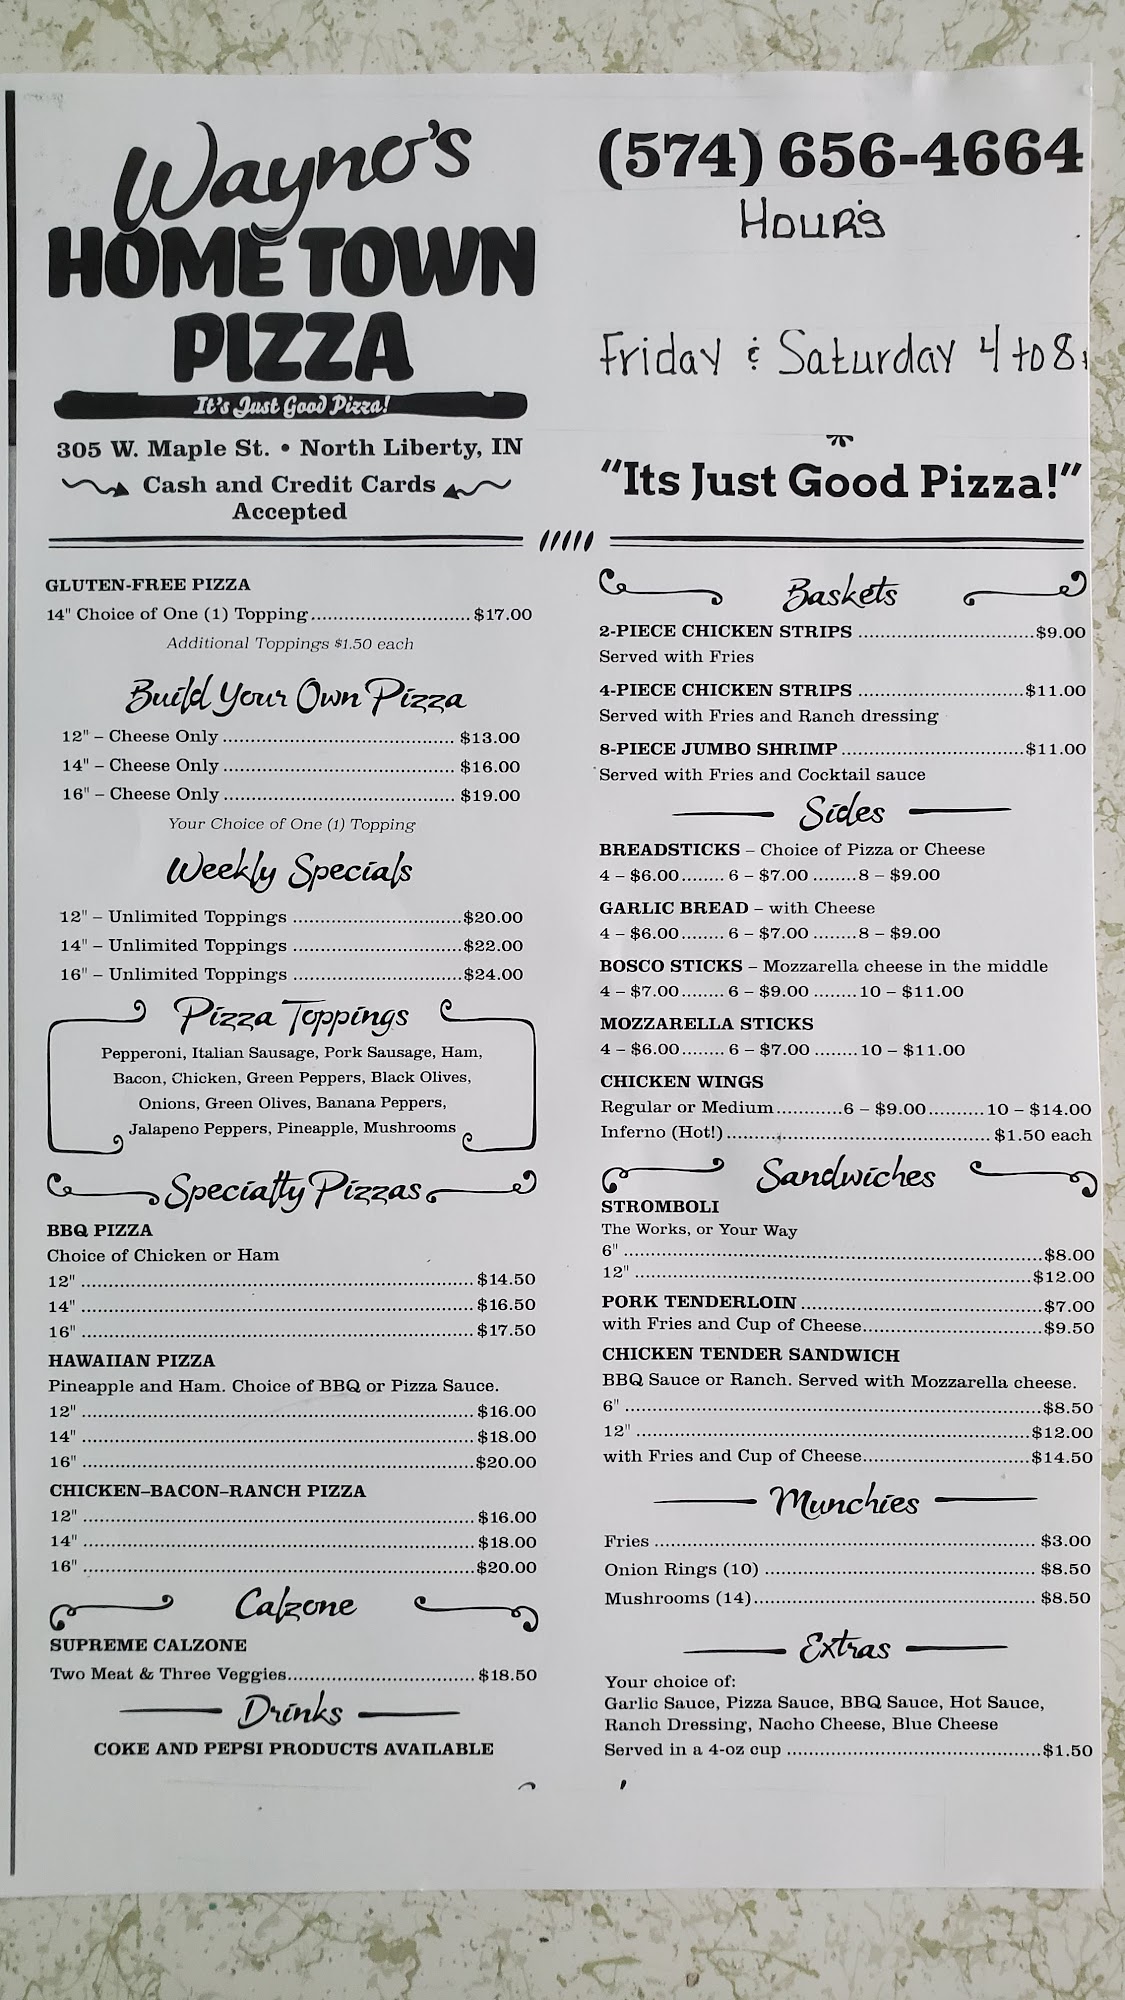 Wayno's
HOME TOWN
PIZZA
It's Just Good Pizza!
305 W. Maple St. • North Liberty, IN
Cash and Credit Cards
Accepted
(574) 656-4664
Hour's
Friday & Saturday 4 to 8
"Its Just Good Pizza!"
GLUTEN-FREE PIZZA
14" Choice of One (1) Topping.............................$17.00
Additional Toppings $1.50 each
Build Your Own Pizza
12" – Cheese Only.........................................$13.00
14" – Cheese Only.........................................$16.00
16" – Cheese Only.........................................$19.00
Your Choice of One (1) Topping
Weekly Specials
12" – Unlimited Toppings ..............................$20.00
14" – Unlimited Toppings ..............................$22.00
16" – Unlimited Toppings ..............................$24.00
Pizza Toppings
Pepperoni, Italian Sausage, Pork Sausage, Ham,
Bacon, Chicken, Green Peppers, Black Olives,
Onions, Green Olives, Banana Peppers,
Jalapeno Peppers, Pineapple, Mushrooms
Specialty Pizzas
BBQ PIZZA
Choice of Chicken or Ham
12" ......................................................................$14.50
14" ......................................................................$16.50
16" ......................................................................$17.50
HAWAIIAN PIZZA
Pineapple and Ham. Choice of BBQ or Pizza Sauce.
12" ......................................................................$16.00
14" ......................................................................$18.00
16" ......................................................................$20.00
CHICKEN–BACON–RANCH PIZZA
12" ......................................................................$16.00
14" ......................................................................$18.00
16" ......................................................................$20.00
Calzone
SUPREME CALZONE
Two Meat & Three Veggies..................................$18.50
Drinks
COKE AND PEPSI PRODUCTS AVAILABLE
Baskets
2-PIECE CHICKEN STRIPS ................................$9.00
Served with Fries
4-PIECE CHICKEN STRIPS ..............................$11.00
Served with Fries and Ranch dressing
8-PIECE JUMBO SHRIMP .................................$11.00
Served with Fries and Cocktail sauce
Sides
BREADSTICKS – Choice of Pizza or Cheese
4 – $6.00........ 6 – $7.00 ........8 – $9.00
GARLIC BREAD – with Cheese
4 – $6.00........ 6 – $7.00 ........8 – $9.00
BOSCO STICKS – Mozzarella cheese in the middle
4 – $7.00........ 6 – $9.00 ........10 – $11.00
MOZZARELLA STICKS
4 – $6.00........ 6 – $7.00 ........10 – $11.00
CHICKEN WINGS
Regular or Medium............6 – $9.00..........10 – $14.00
Inferno (Hot!)................................................ $1.50 each
Sandwiches
STROMBOLI
The Works, or Your Way
6" ............................................................................$8.00
12" ........................................................................$12.00
PORK TENDERLOIN ............................................$7.00
with Fries and Cup of Cheese.................................$9.50
CHICKEN TENDER SANDWICH
BBQ Sauce or Ranch. Served with Mozzarella cheese.
6" ............................................................................$8.50
12" ........................................................................$12.00
with Fries and Cup of Cheese...............................$14.50
Munchies
Fries ...................................................................... $3.00
Onion Rings (10) ................................................. $8.50
Mushrooms (14)................................................... $8.50
Extras
Your choice of:
Garlic Sauce, Pizza Sauce, BBQ Sauce, Hot Sauce,
Ranch Dressing, Nacho Cheese, Blue Cheese
Served in a 4-oz cup ..............................................$1.50